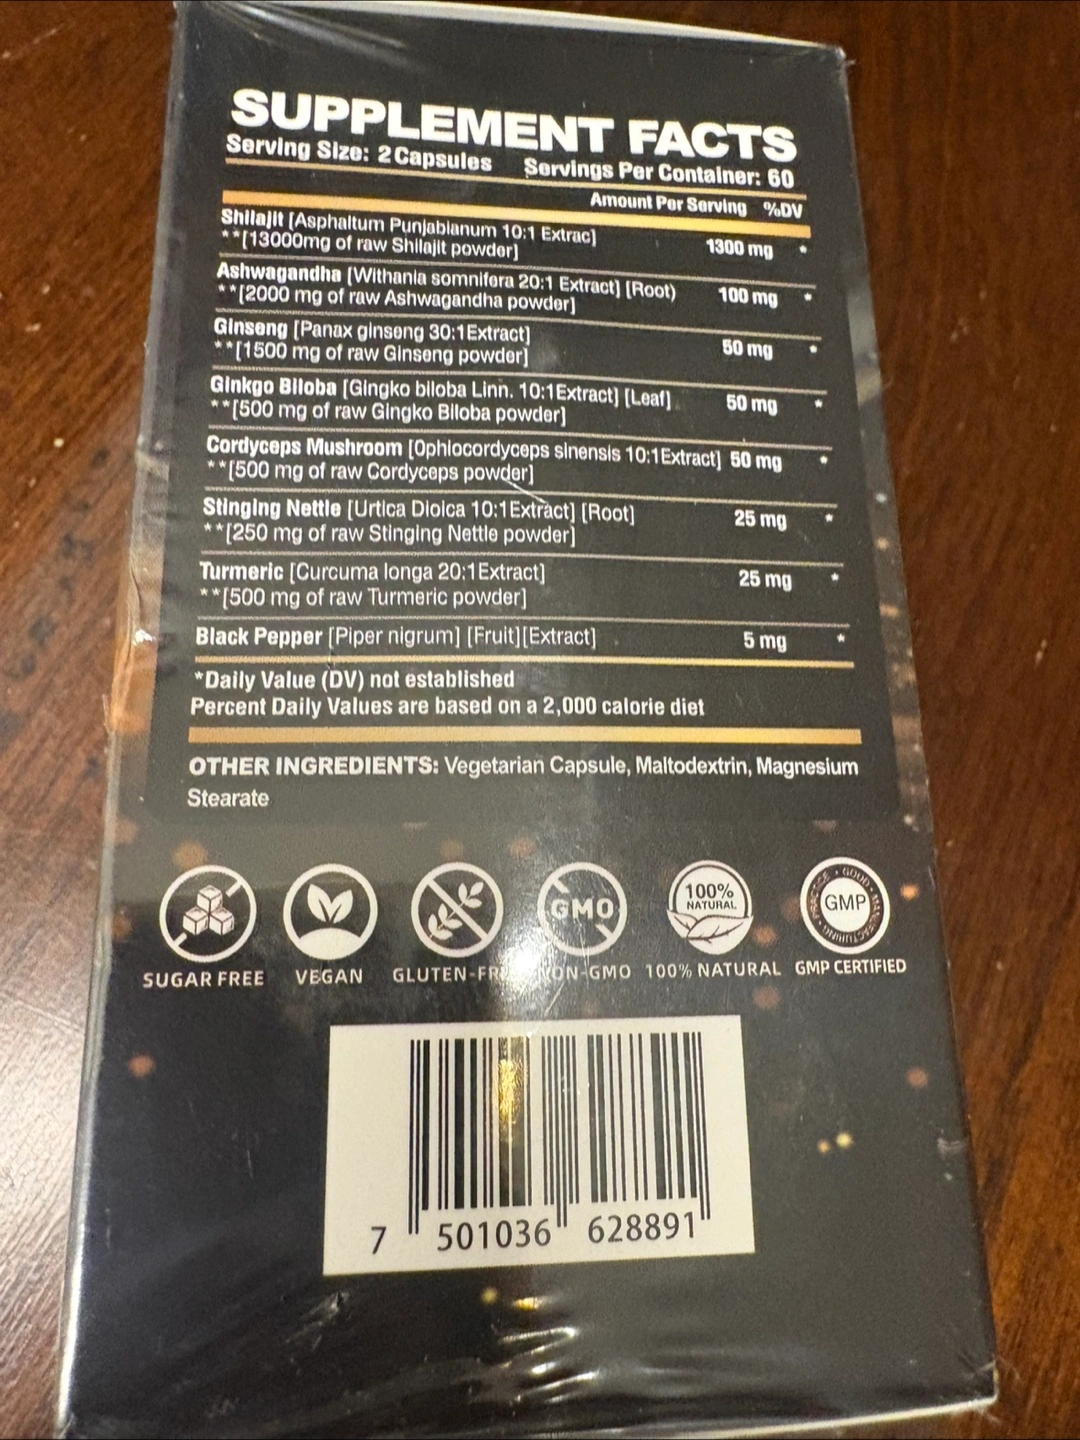 SUPPLEMENT FACTS
Serving Size: 2 Capsules Servings Per Container: 60
Amount Per Serving %DV
Shilajit [Asphaltum Punjabianum 10:1 Extrac]
**[13000mg of raw Shilajit powder] 1300 mg *
Ashwagandha [Withania somnifera 20:1 Extract] [Root]
**[2000 mg of raw Ashwagandha powder] 100 mg *
Ginseng [Panax ginseng 30:1Extract]
**[1500 mg of raw Ginseng powder] 50 mg *
Ginkgo Biloba [Gingko biloba Linn. 10:1Extract] [Leaf] 50 mg *
**[500 mg of raw Gingko Biloba powder]
Cordyceps Mushroom [Ophiocordyceps sinensis 10:1Extract] 50 mg *
**[500 mg of raw Cordyceps powder]
Stinging Nettle [Urtica Dioica 10:1Extract] [Root] 25 mg *
**[250 mg of raw Stinging Nettle powder]
Turmeric [Curcuma longa 20:1Extract] 25 mg *
**[500 mg of raw Turmeric powder]
Black Pepper [Piper nigrum] [Fruit][Extract] 5 mg *
*Daily Value (DV) not established
Percent Daily Values are based on a 2,000 calorie diet
OTHER INGREDIENTS: Vegetarian Capsule, Maltodextrin, Magnesium
Stearate
GMO
100%
NATURAL
GOOD MANUFACTURING PRACTICE
GMP
SUGAR FREE VEGAN GLUTEN-FREE NON-GMO 100% NATURAL GMP CERTIFIED
7 501036 628891